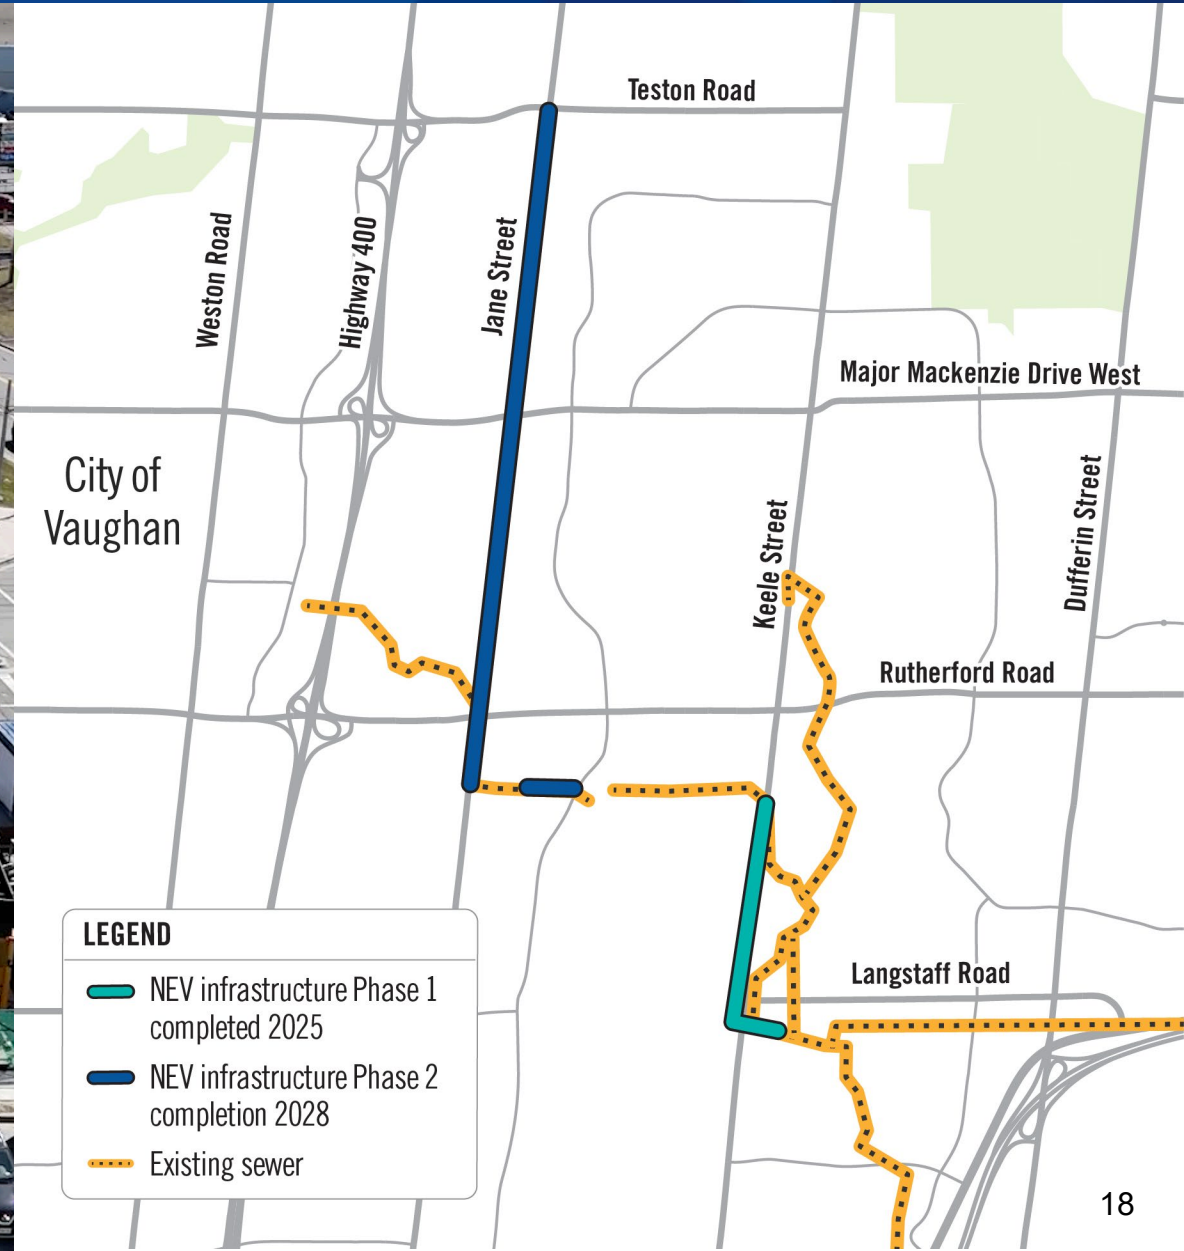 Teston Road
Weston Road
Highway 400
Jane Street
Major Mackenzie Drive West
City of
Vaughan
Keele Street
Dufferin Street
Rutherford Road
Langstaff Road
LEGEND
NEV infrastructure Phase 1
completed 2025
NEV infrastructure Phase 2
completion 2028
Existing sewer
18